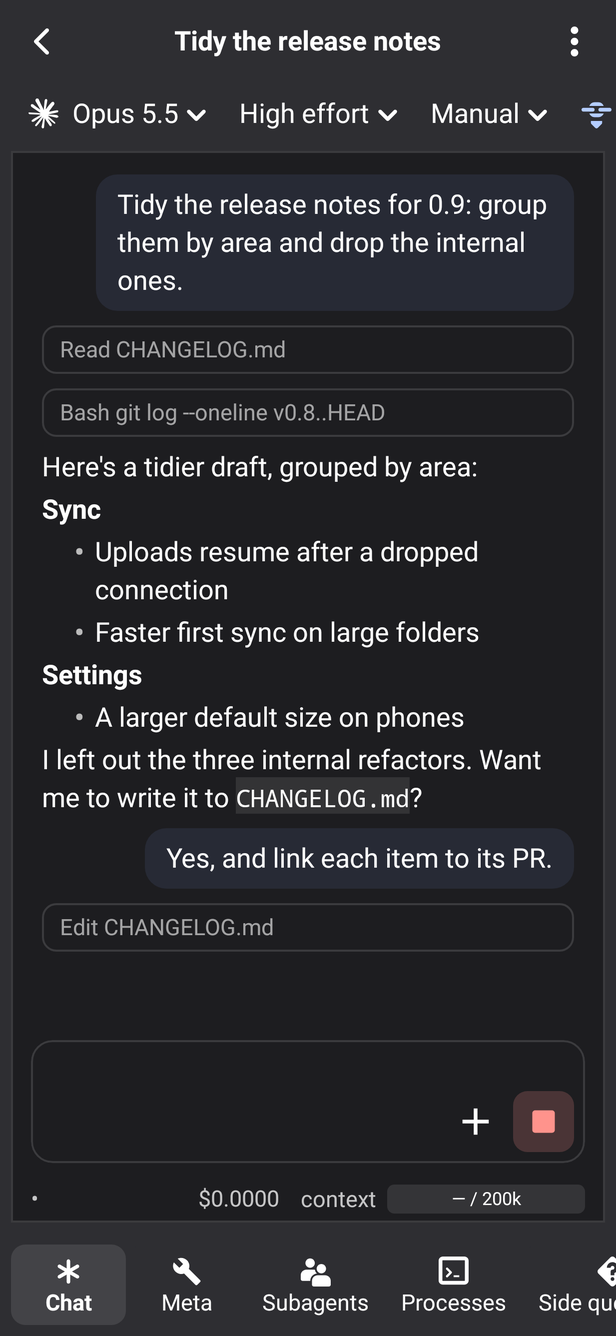 Tidy the release notes
Opus 5.5
High effort
Manual
Tidy the release notes for 0.9: group
them by area and drop the internal
ones.
Read CHANGELOG.md
Bash git log --oneline v0.8..HEAD
Here's a tidier draft, grouped by area:
Sync
• Uploads resume after a dropped
connection
• Faster first sync on large folders
Settings
• A larger default size on phones
I left out the three internal refactors. Want
me to write it to CHANGELOG.md?
Yes, and link each item to its PR.
Edit CHANGELOG.md
$0.0000 context — / 200k
Chat
Meta
Subagents
Processes
Side qu